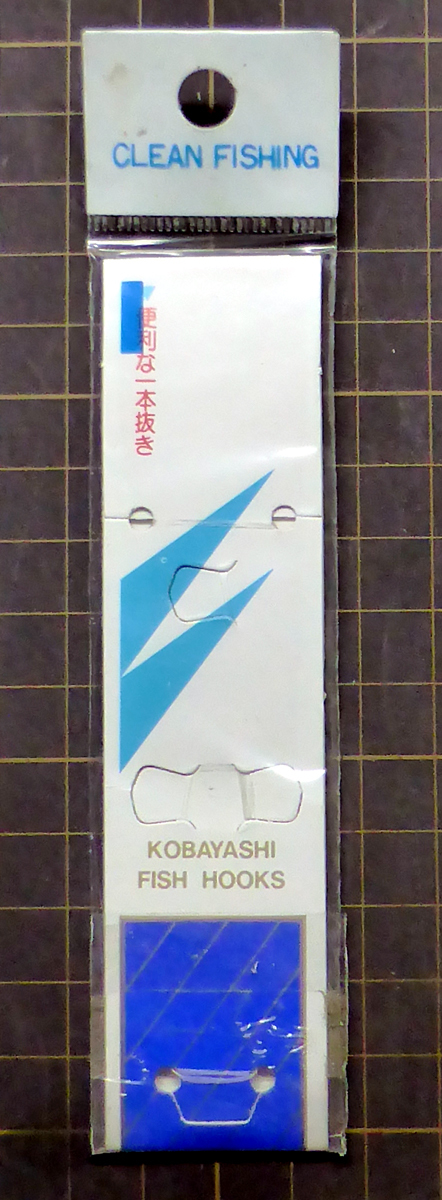 CLEAN FISHING
便利な一本抜き
KOBAYASHI
FISH HOOKS